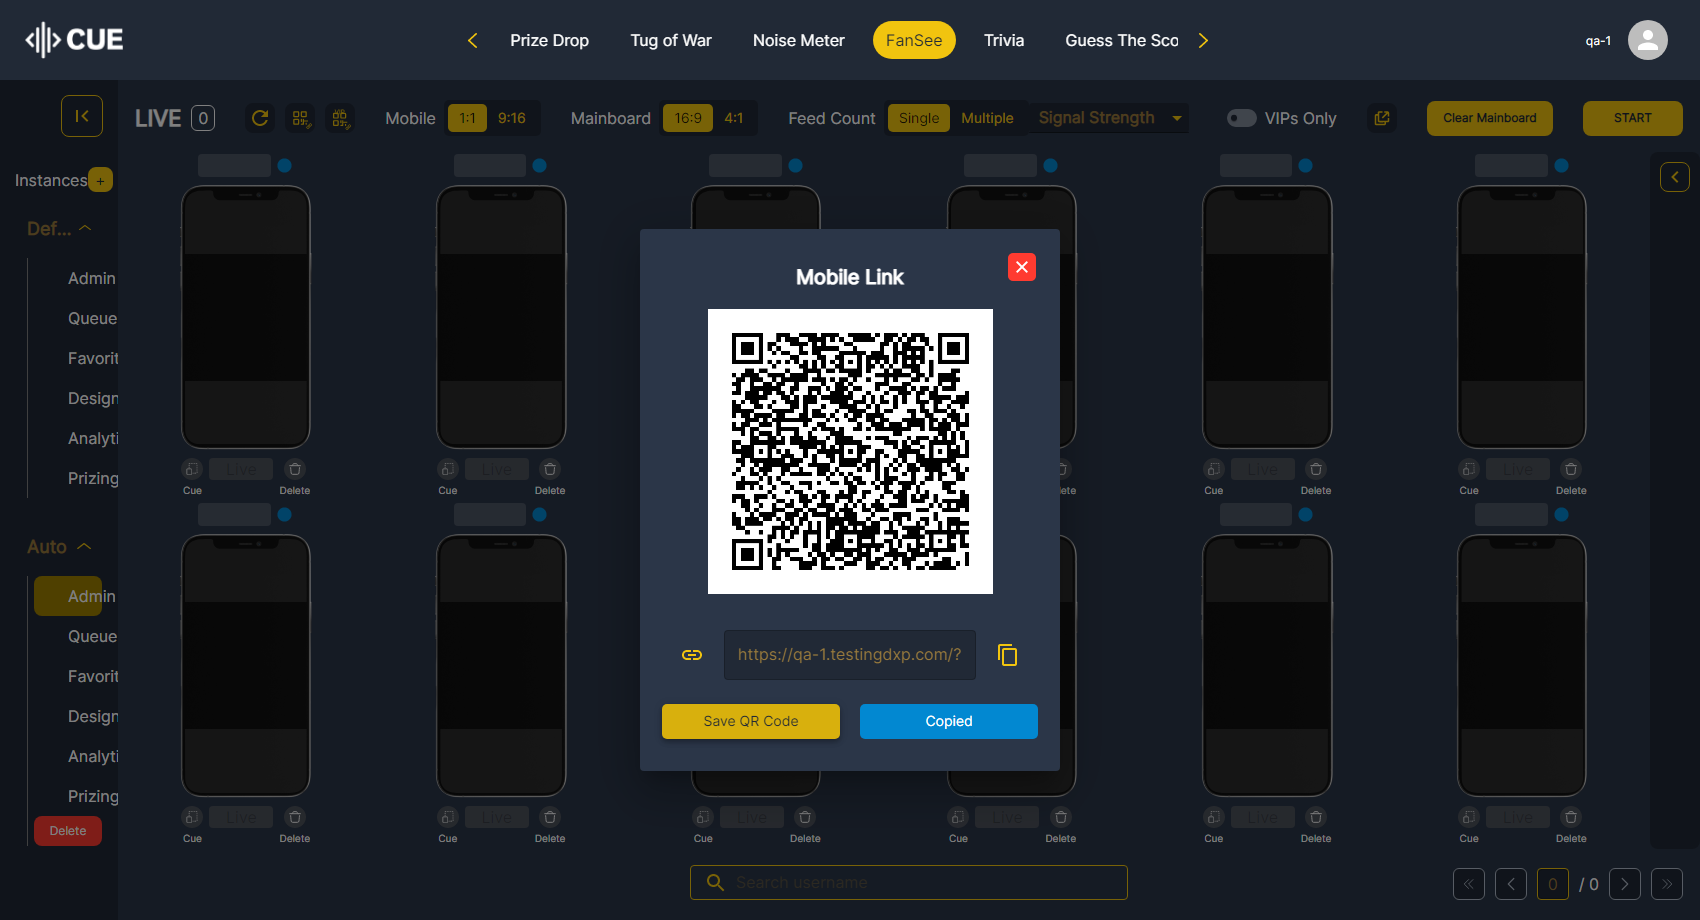 CUE
Prize Drop
Tug of War
Noise Meter
FanSee
Trivia
Guess The Sco
qa-1
LIVE 0
Mobile 1:1 9:16
Mainboard 16:9 4:1
Feed Count Single Multiple
Signal Strength
VIPs Only
Clear Mainboard
START
Instances +
Def...
Admin
Queue
Favorit
Design
Analyti
Prizing
Auto
Admin
Queue
Favorit
Design
Analyti
Prizing
Delete
Live
Cue Delete
Live
Cue Delete
ete
Live
Cue Delete
Live
Cue Delete
Mobile Link
https://qa-1.testingdxp.com/?
Save QR Code
Copied
Live
Cue Delete
Live
Cue Delete
Live
Cue Delete
Live
Cue Delete
Live
Cue Delete
Live
Cue Delete
Search username
0 / 0